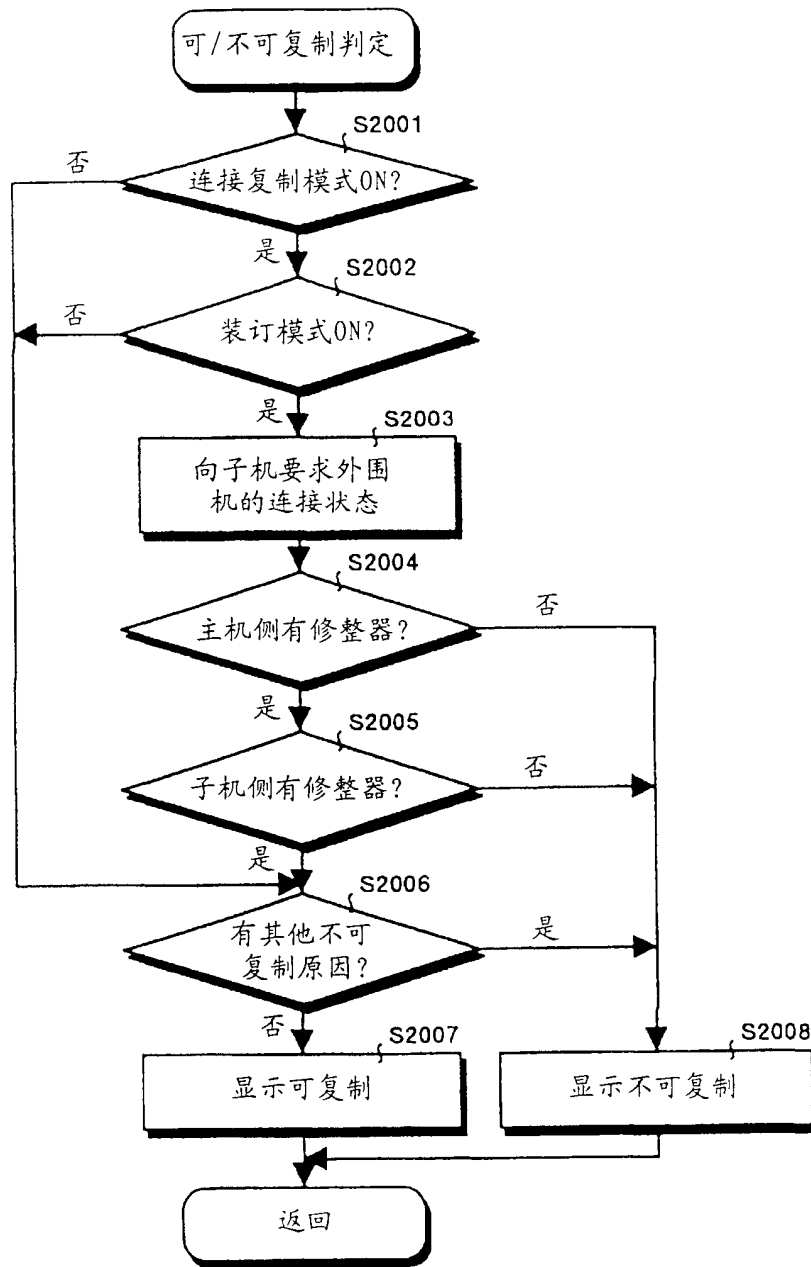 可/不可复制判定
S2001
否
连接复制模式ON?
是
S2002
否
装订模式ON?
是
S2003
向子机要求外围
机的连接状态
S2004
否
主机侧有修整器?
是
S2005
否
子机侧有修整器?
是
S2006
有其他不可
复制原因?
是
否
S2007
S2008
显示可复制
显示不可复制
返回